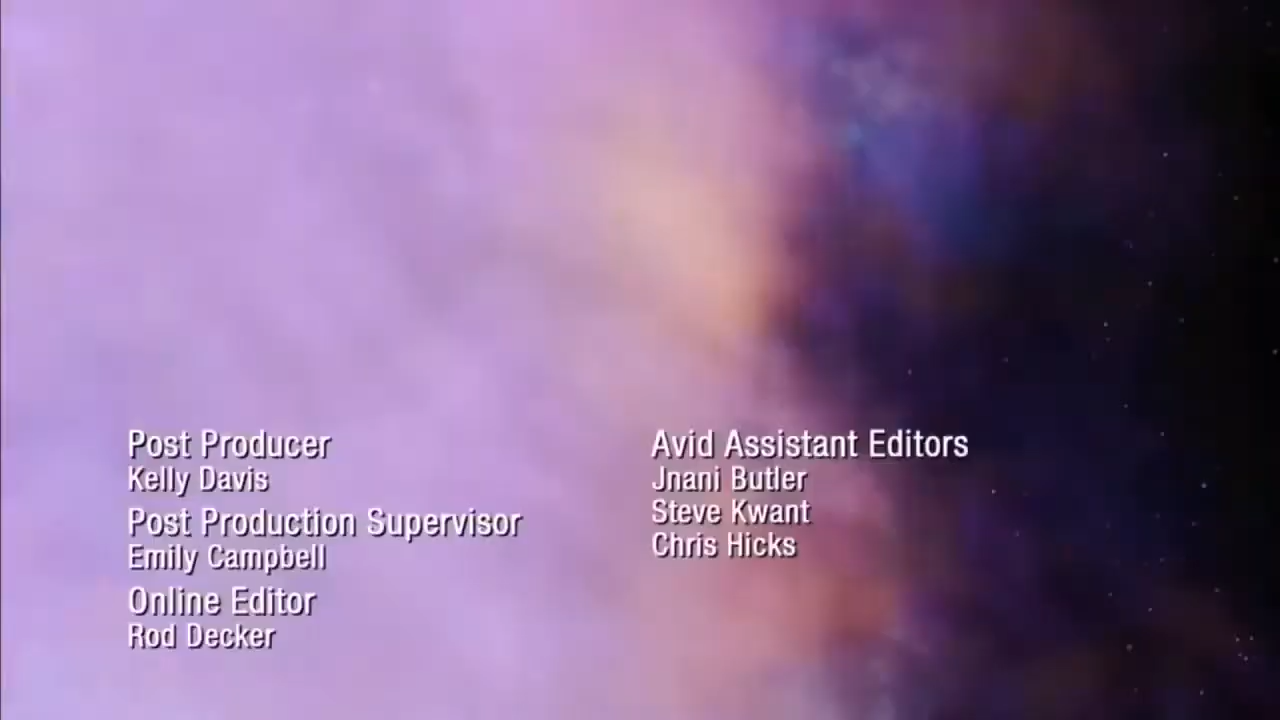 Post Producer
Kelly Davis
Post Production Supervisor
Emily Campbell
Online Editor
Rod Decker
Avid Assistant Editors
Jnani Butler
Steve Kwant
Chris Hicks